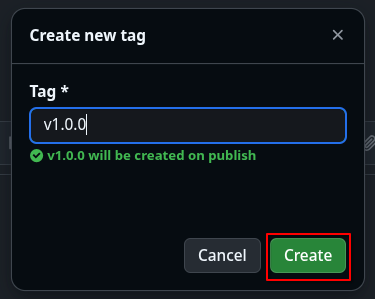 Create new tag
Tag *
v1.0.0
v1.0.0 will be created on publish
Cancel
Create